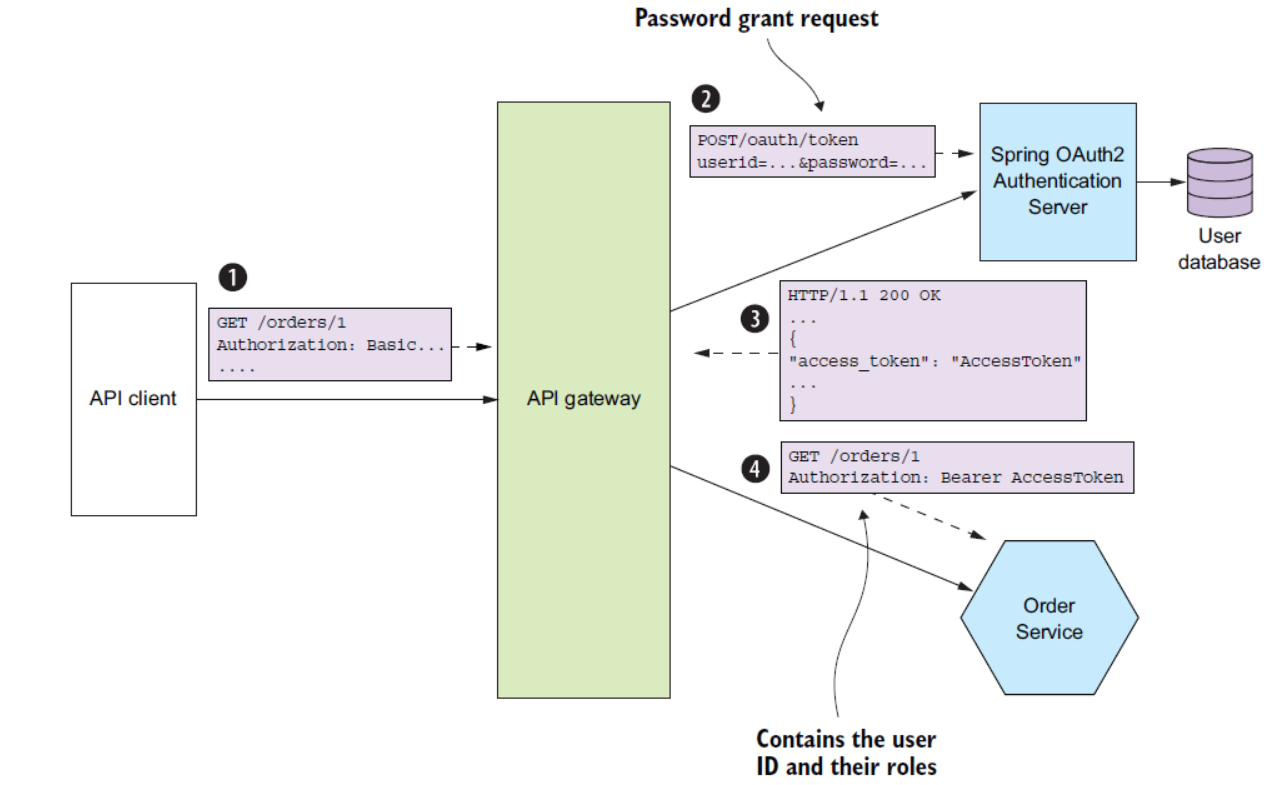 Password grant request
2
POST/oauth/token
userid=...&password=...
Spring OAuth2
Authentication
Server
User
database
1
GET /orders/1
Authorization: Basic...
....
API client
API gateway
3
HTTP/1.1 200 OK
...
{
"access_token": "AccessToken"
...
}
4
GET /orders/1
Authorization: Bearer AccessToken
Order
Service
Contains the user
ID and their roles